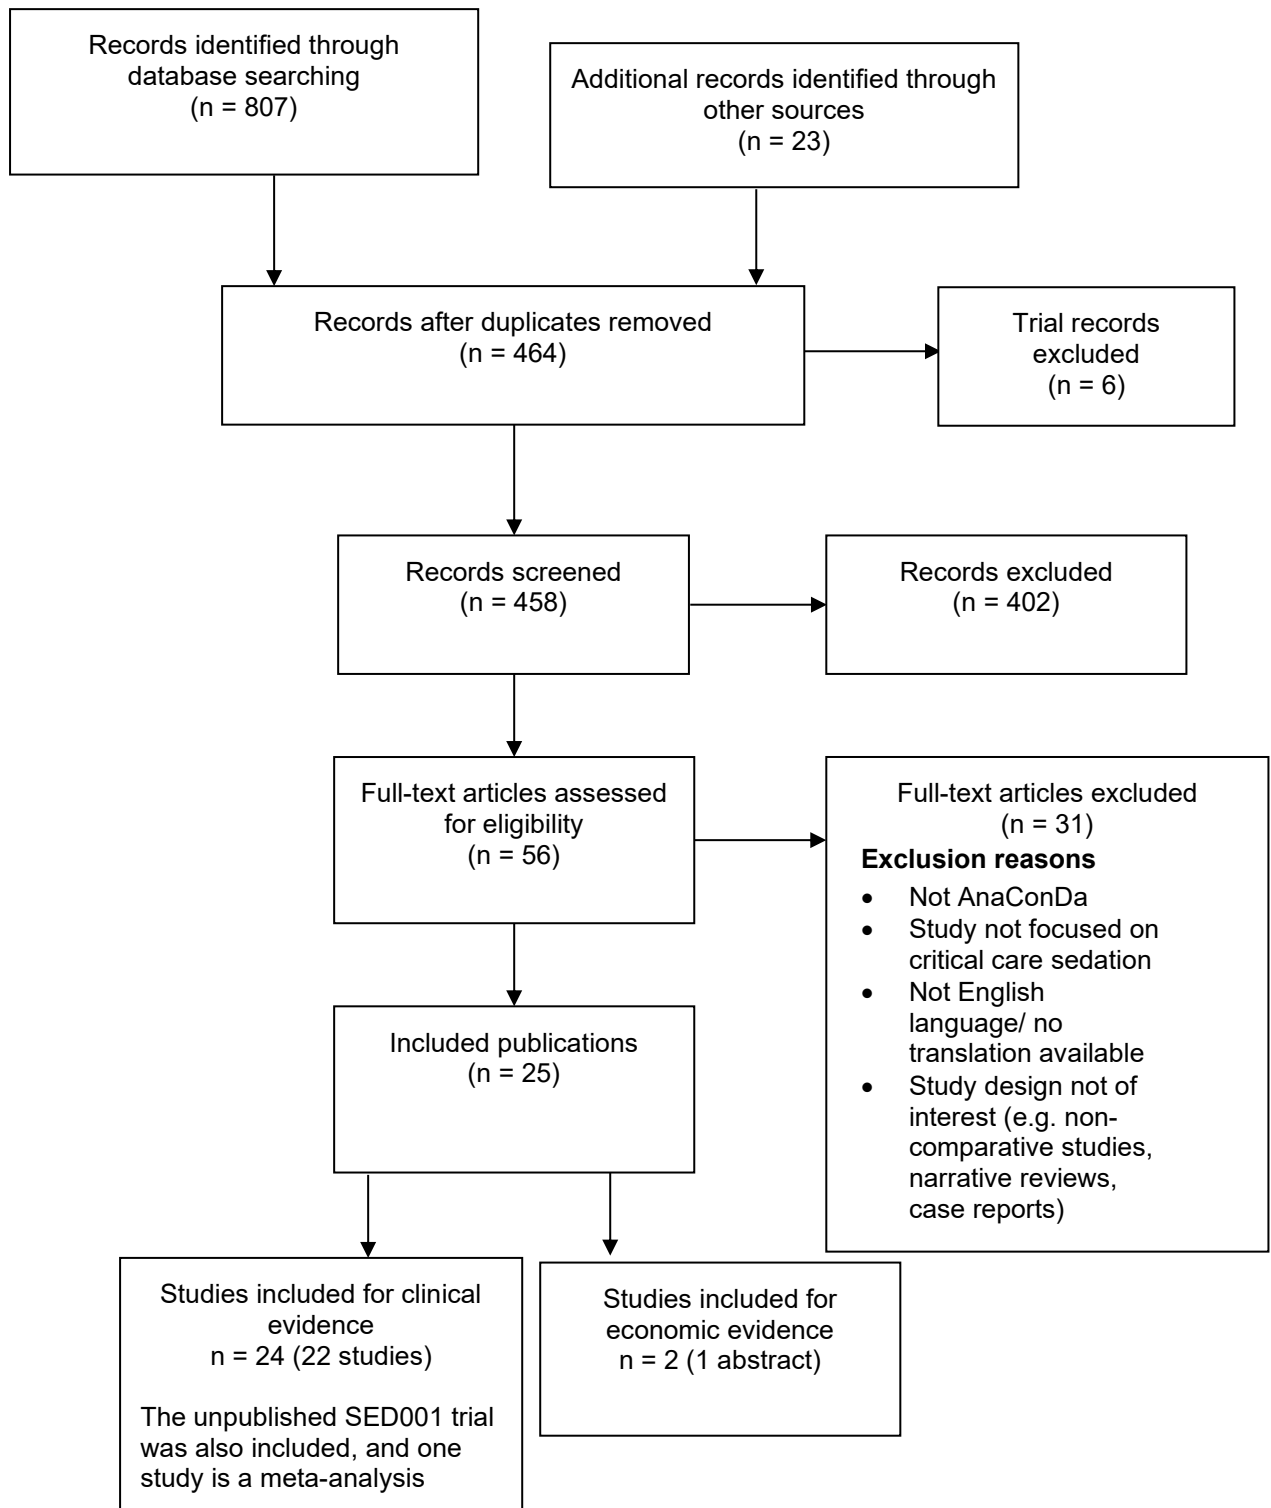 Records identified through
database searching
(n = 807)
Additional records identified through
other sources
(n = 23)
Records after duplicates removed
(n = 464)
Trial records
excluded
(n = 6)
Records screened
(n = 458)
Records excluded
(n = 402)
Full-text articles assessed
for eligibility
(n = 56)
Full-text articles excluded
(n = 31)
Exclusion reasons
• Not AnaConDa
• Study not focused on
critical care sedation
• Not English
language/ no
translation available
• Study design not of
interest (e.g. non-
comparative studies,
narrative reviews,
case reports)
Included publications
(n = 25)
Studies included for clinical
evidence
n = 24 (22 studies)
The unpublished SED001 trial
was also included, and one
study is a meta-analysis
Studies included for
economic evidence
n = 2 (1 abstract)